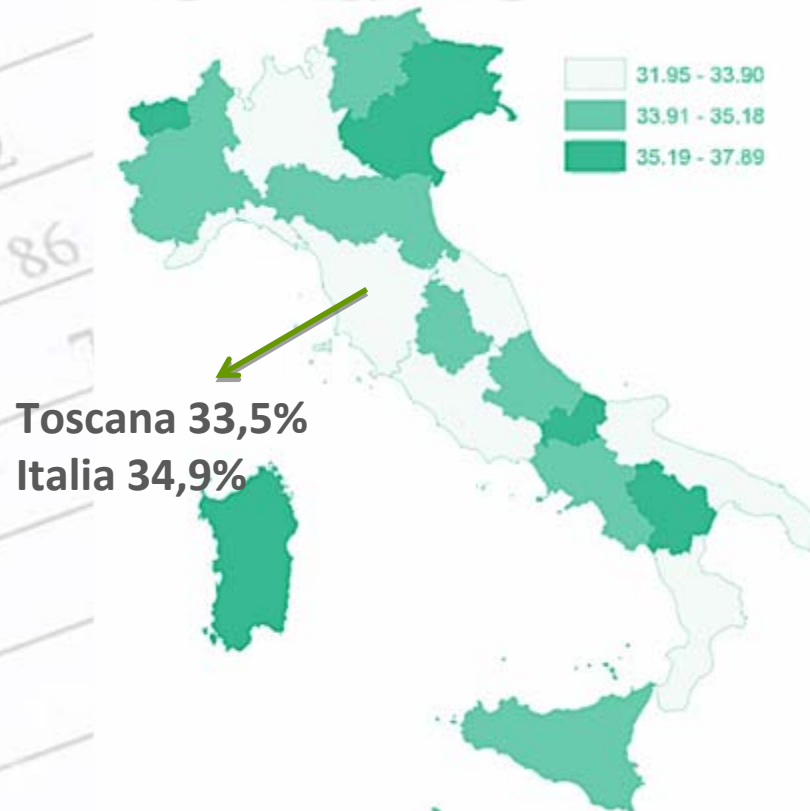 31.95 - 33.90
33.91 - 35.18
35.19 - 37.89
86
Toscana 33,5%
Italia 34,9%